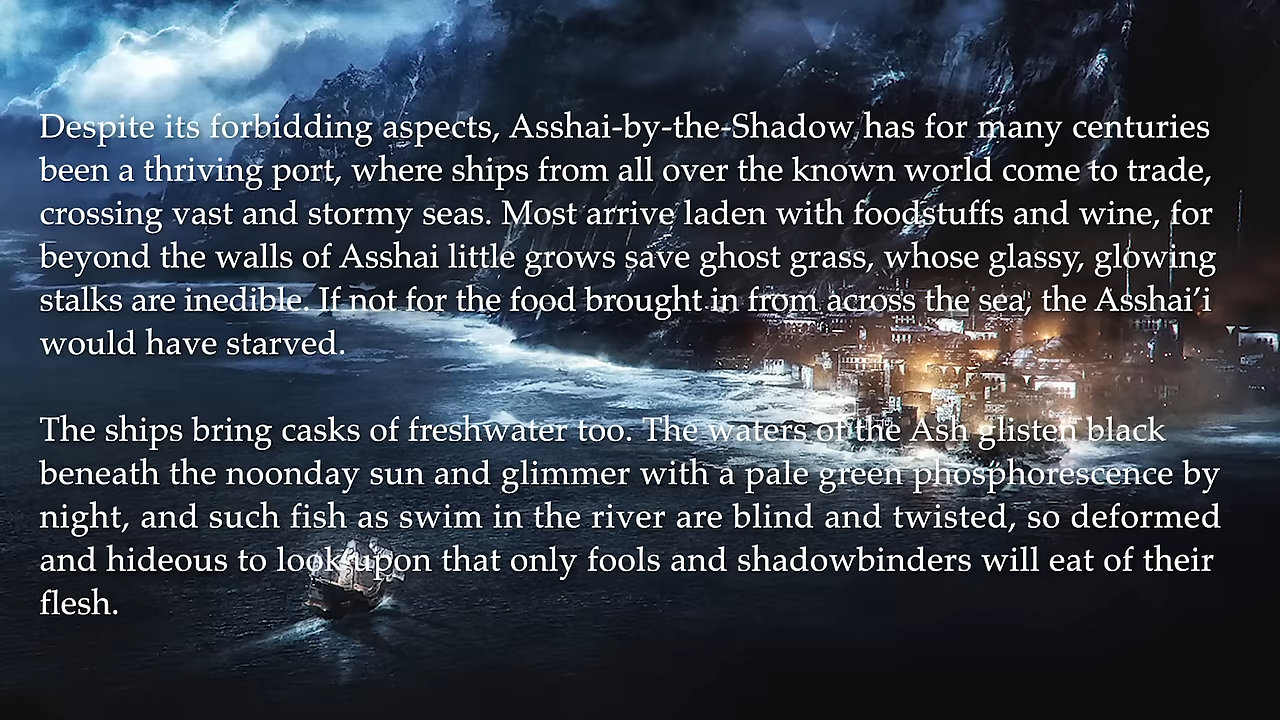 Despite its forbidding aspects, Asshai-by-the-Shadow has for many centuries
been a thriving port, where ships from all over the known world come to trade,
crossing vast and stormy seas. Most arrive laden with foodstuffs and wine, for
beyond the walls of Asshai little grows save ghost grass, whose glassy, glowing
stalks are inedible. If not for the food brought in from across the sea, the Asshai’i
would have starved.
The ships bring casks of freshwater too. The waters of the Ash glisten black
beneath the noonday sun and glimmer with a pale green phosphorescence by
night, and such fish as swim in the river are blind and twisted, so deformed
and hideous to look upon that only fools and shadowbinders will eat of their
flesh.